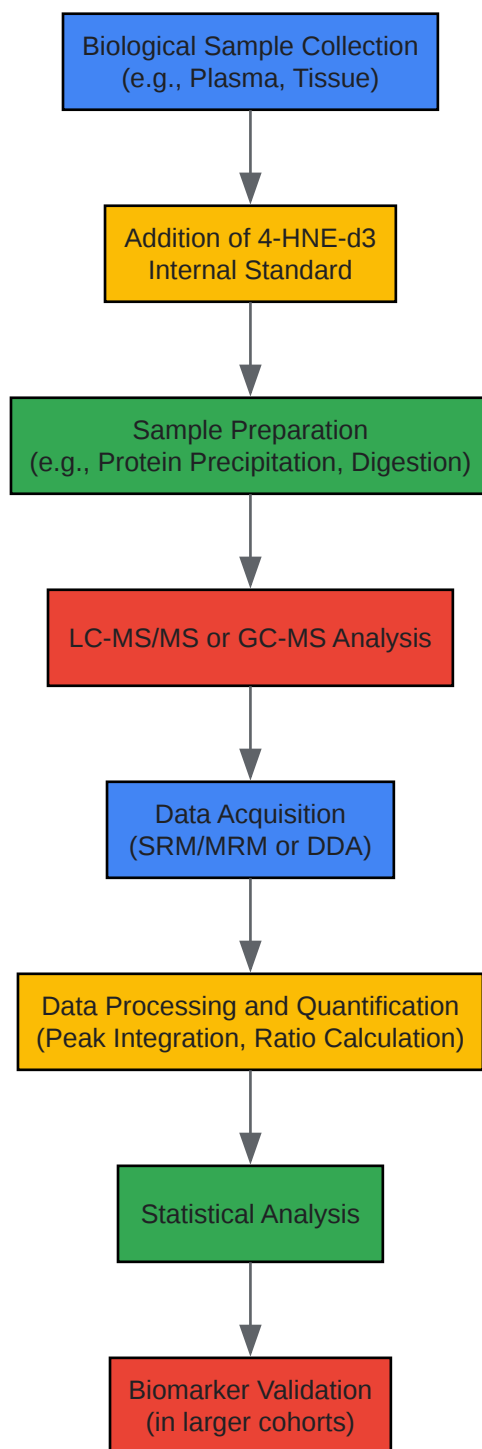 Biological Sample Collection
(e.g., Plasma, Tissue)
Addition of 4-HNE-d3
Internal Standard
Sample Preparation
(e.g., Protein Precipitation, Digestion)
LC-MS/MS or GC-MS Analysis
Data Acquisition
(SRM/MRM or DDA)
Data Processing and Quantification
(Peak Integration, Ratio Calculation)
Statistical Analysis
Biomarker Validation
(in larger cohorts)